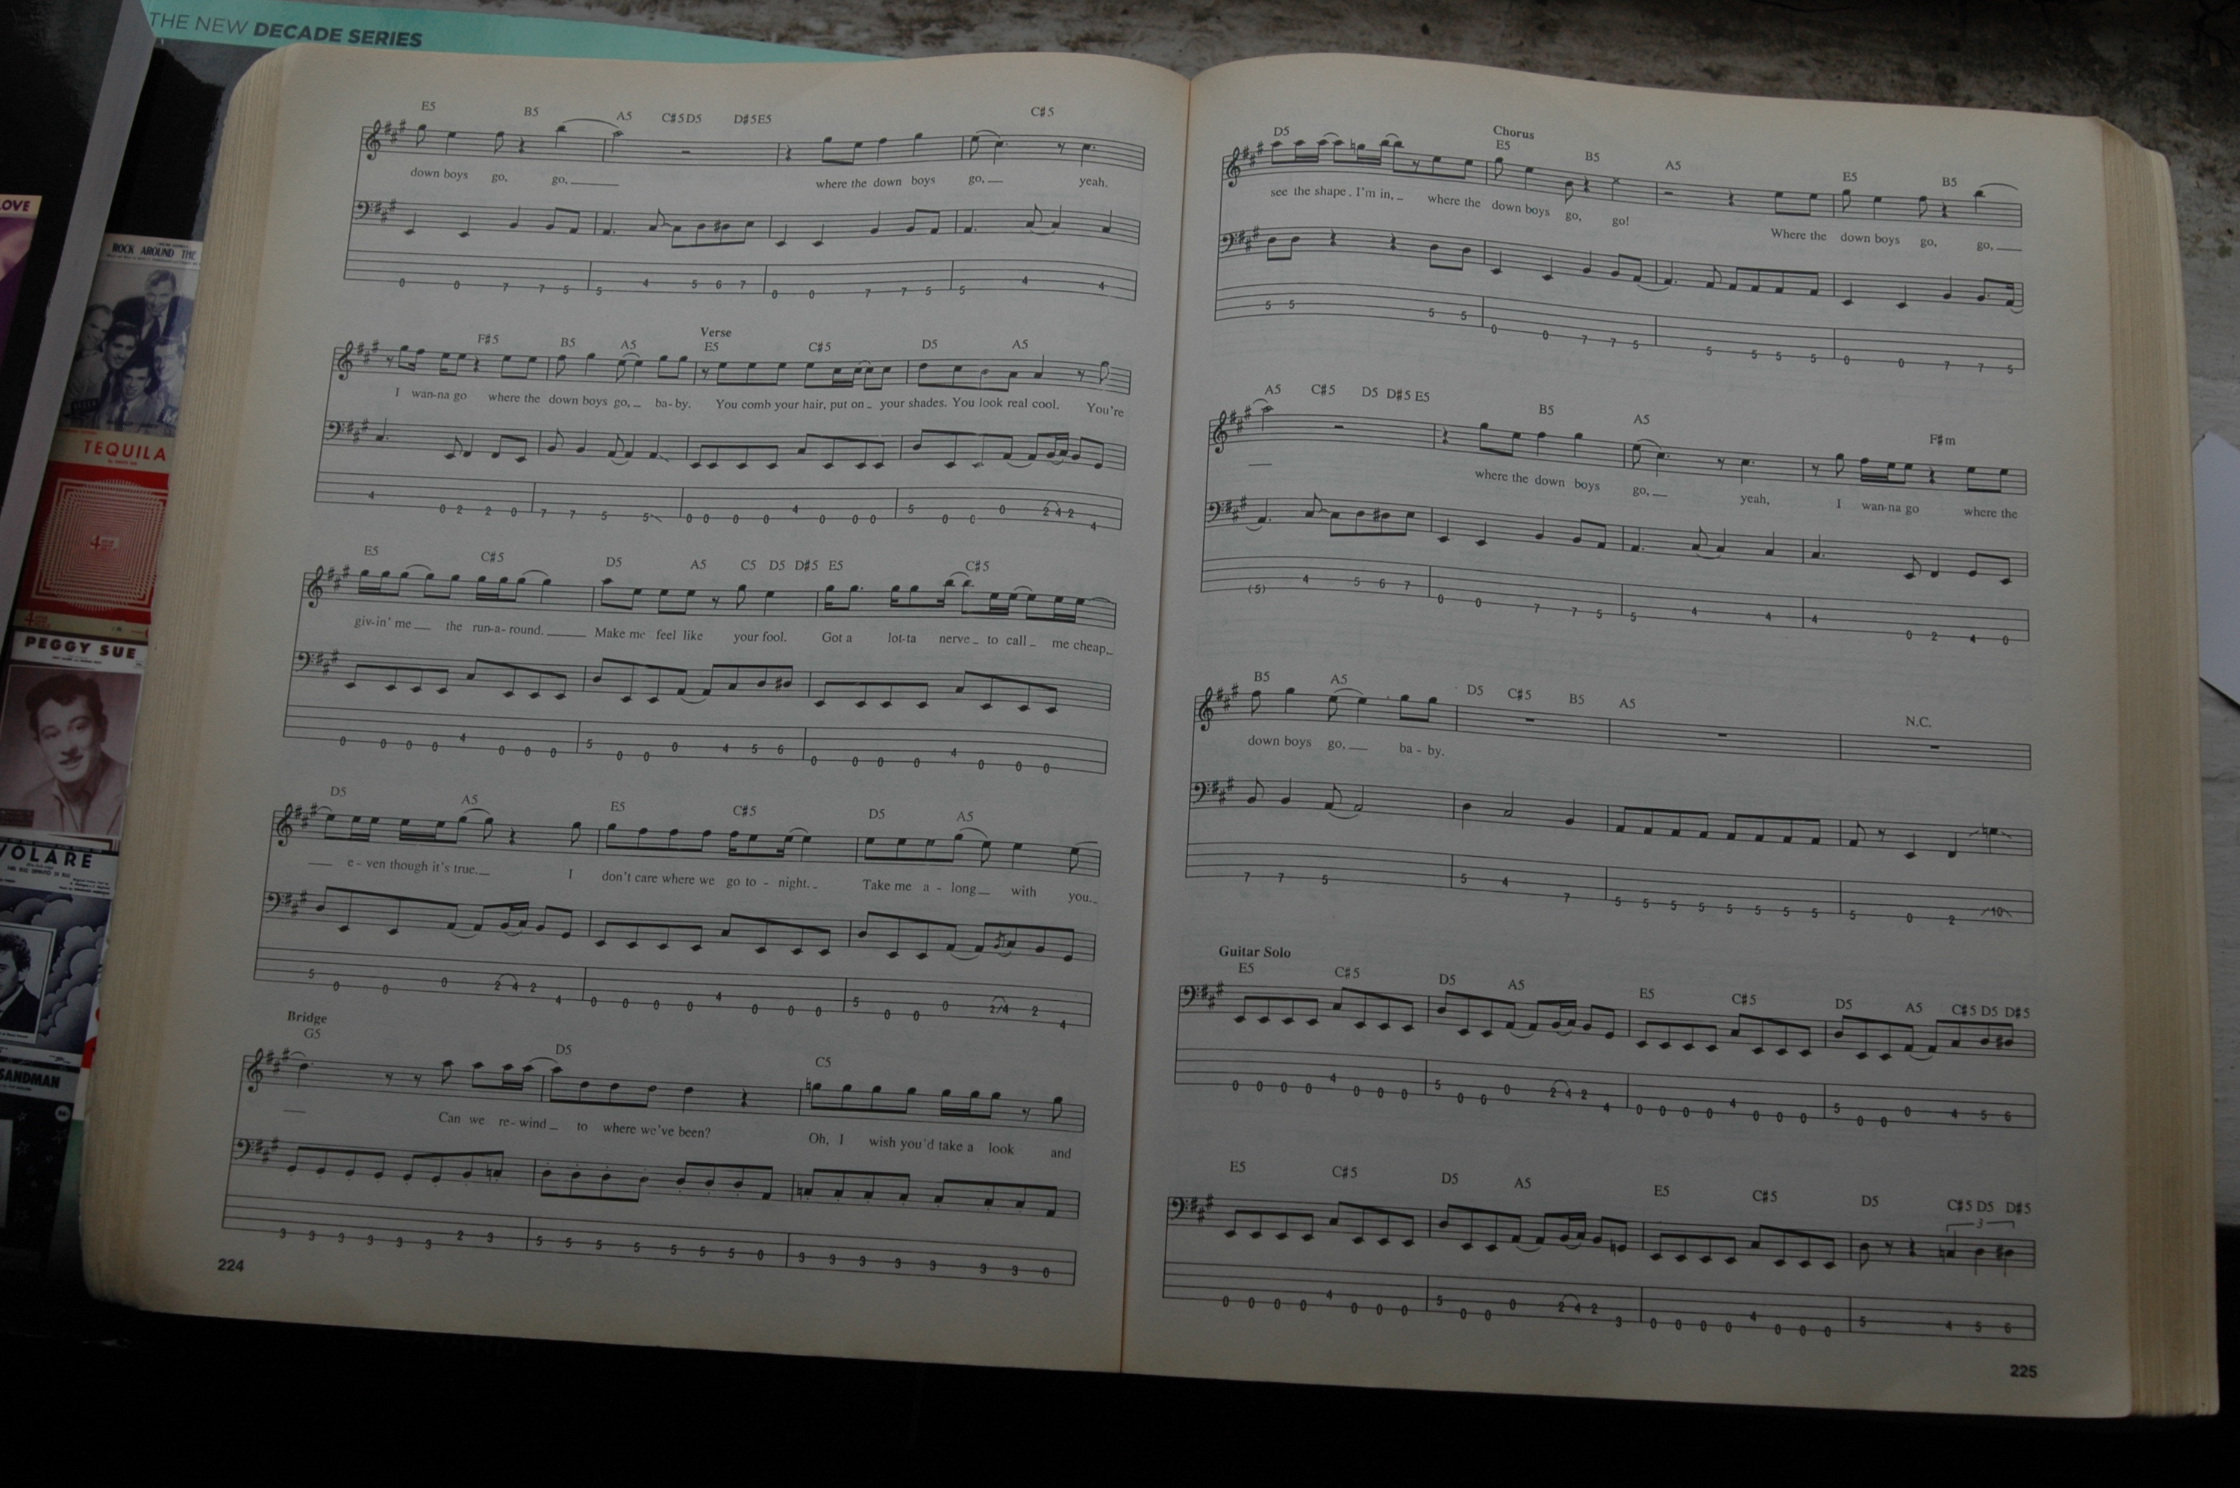 THE NEW DECADE SERIES
LOVE
ROCK AROUND THE
TEQUILA
PEGGY SUE
VOLARE
SANDMAN
E5 B5 A5 C♯5 D5 D♯5 E5 C♯5
down boys go, go, where the down boys go, yeah.
0 0 7 7 5 5 4 5 6 7 0 0 7 7 5 5 4 4
Verse
F♯5 B5 A5 E5 C♯5 D5 A5
I wan-na go where the down boys go, ba-by. You comb your hair, put on your shades. You look real cool. You're
4 0 2 2 0 7 7 5 5 0 0 0 0 4 0 0 0 5 0 0 0 2 4 2 4
E5 C♯5 D5 A5 C5 D5 D♯5 E5 C♯5
giv-in' me the run-a-round. Make me feel like your fool. Got a lot-ta nerve to call me cheap
0 0 0 0 4 0 0 0 5 0 0 0 4 5 6 0 0 0 0 4 0 0 0
D5 A5 E5 C♯5 D5 A5
e - ven though it's true. I don't care where we go to - night. Take me a - long with you.
5 0 0 0 2 4 2 4 0 0 0 0 4 0 0 0 5 0 0 0 2 4 2 4
Bridge
G5 D5 C5
Can we re-wind to where we've been? Oh, I wish you'd take a look and
3 3 3 3 3 3 2 3 5 5 5 5 5 5 5 0 3 3 3 3 3 3 3 0
224
Chorus
D5 E5 B5 A5 E5 B5
see the shape I'm in, where the down boys go, go! Where the down boys go, go,
5 5 5 5 0 0 7 7 5 5 5 5 5 0 0 7 7 5
A5 C♯5 D5 D♯5 E5 B5 A5 F♯m
where the down boys go, yeah, I wan-na go where the
(5) 4 5 6 7 0 0 7 7 5 5 4 4 4 0 2 4 0
B5 A5 D5 C♯5 B5 A5 N.C.
down boys go, ba - by.
7 7 5 5 4 7 5 5 5 5 5 5 5 5 5 0 2 10
Guitar Solo
E5 C♯5 D5 A5 E5 C♯5 D5 A5 C♯5 D5 D♯5
0 0 0 0 4 0 0 0 5 0 0 0 2 4 2 4 0 0 0 0 4 0 0 0 5 0 0 0 4 5 6
E5 C♯5 D5 A5 E5 C♯5 D5 C♯5 D5 D♯5
3
0 0 0 0 4 0 0 0 5 0 0 0 2 4 2 3 0 0 0 0 4 0 0 0 5 4 5 6
225